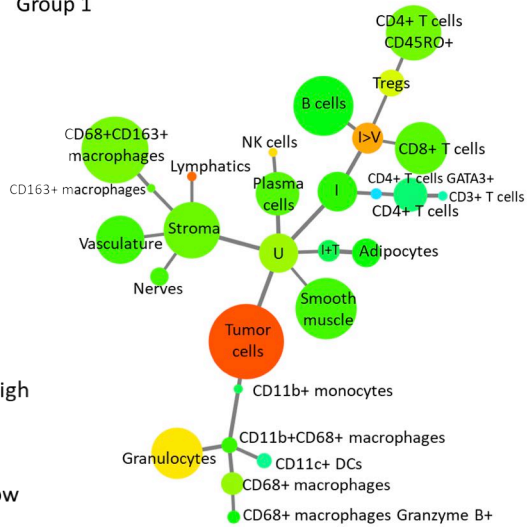 Group 1
CD4+ T cells
CD45RO+
Tregs
B cells
I>V
CD8+ T cells
NK cells
CD68+CD163+
macrophages
Lymphatics
CD163+ macrophages
Plasma
cells
I
CD4+ T cells GATA3+
CD3+ T cells
CD4+ T cells
Stroma
Vasculature
U
I+T
Adipocytes
Nerves
Smooth
muscle
Tumor
cells
CD11b+ monocytes
CD11b+CD68+ macrophages
Granulocytes
CD11c+ DCs
CD68+ macrophages
CD68+ macrophages Granzyme B+